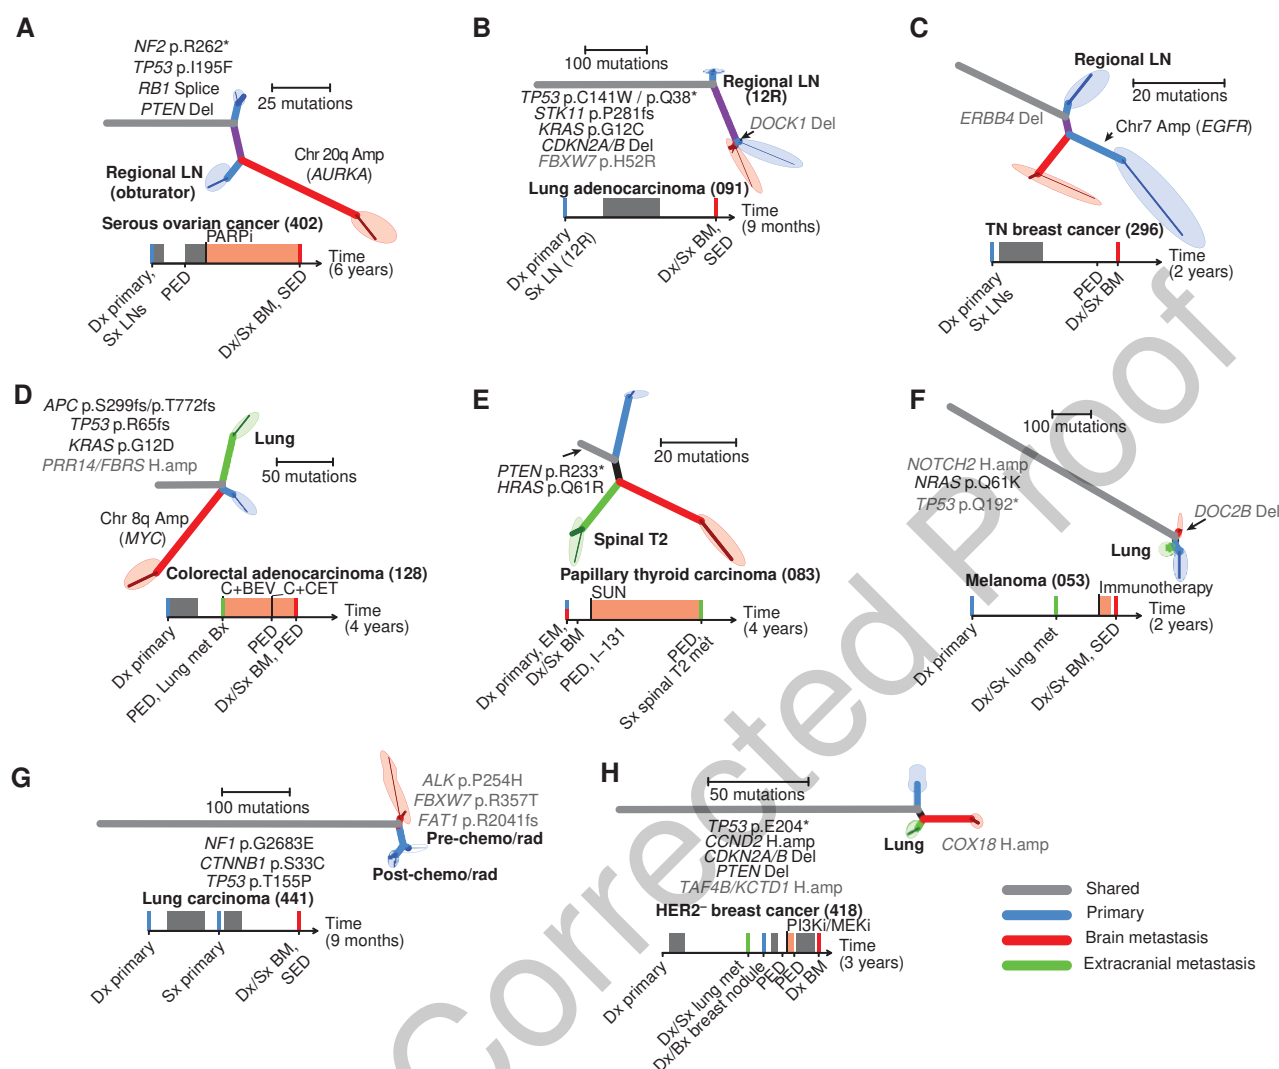 A
NF2 p.R262*
TP53 p.I195F
RB1 Splice
PTEN Del
25 mutations
Chr 20q Amp
(AURKA)
Regional LN
(obturator)
Serous ovarian cancer (402)
PARPi
Time
(6 years)
Dx primary,
Sx LNs
PED
Dx/Sx BM, SED
B
100 mutations
Regional LN
(12R)
TP53 p.C141W / p.Q38*
STK11 p.P281fs
KRAS p.G12C
CDKN2A/B Del
FBXW7 p.H52R
DOCK1 Del
Lung adenocarcinoma (091)
Time
(9 months)
Dx primary
Sx LN (12R)
Dx/Sx BM,
SED
C
Regional LN
20 mutations
ERBB4 Del
Chr7 Amp (EGFR)
TN breast cancer (296)
Time
(2 years)
Dx primary
Sx LNs
PED
Dx/Sx BM
D
APC p.S299fs/p.T772fs
TP53 p.R65fs
KRAS p.G12D
PRR14/FBRS H.amp
Lung
50 mutations
Chr 8q Amp
(MYC)
Colorectal adenocarcinoma (128)
C+BEV C+CET
Time
(4 years)
Dx primary
PED, Lung met Bx
PED
Dx/Sx BM, PED
E
20 mutations
PTEN p.R233*
HRAS p.Q61R
Spinal T2
Papillary thyroid carcinoma (083)
SUN
Time
(4 years)
Dx primary, EM,
Dx/Sx BM
PED, I–131
PED,
Sx spinal T2 met
F
100 mutations
NOTCH2 H.amp
NRAS p.Q61K
TP53 p.Q192*
DOC2B Del
Lung
Melanoma (053)
Immunotherapy
Time
(2 years)
Dx primary
Dx/Sx lung met
Dx/Sx BM, SED
G
100 mutations
ALK p.P254H
FBXW7 p.R357T
FAT1 p.R2041fs
Pre-chemo/rad
NF1 p.G2683E
CTNNB1 p.S33C
TP53 p.T155P
Post-chemo/rad
Lung carcinoma (441)
Time
(9 months)
Dx primary
Sx primary
Dx/Sx BM,
SED
H
50 mutations
TP53 p.E204*
CCND2 H.amp
CDKN2A/B Del
PTEN Del
TAF4B/KCTD1 H.amp
Lung
COX18 H.amp
HER2– breast cancer (418)
PI3Ki/MEKi
Time
(3 years)
Dx primary
Dx/Sx lung met
Dx/Bx breast nodule
PED
PED
Dx BM
Shared
Primary
Brain metastasis
Extracranial metastasis
Corrected Proof